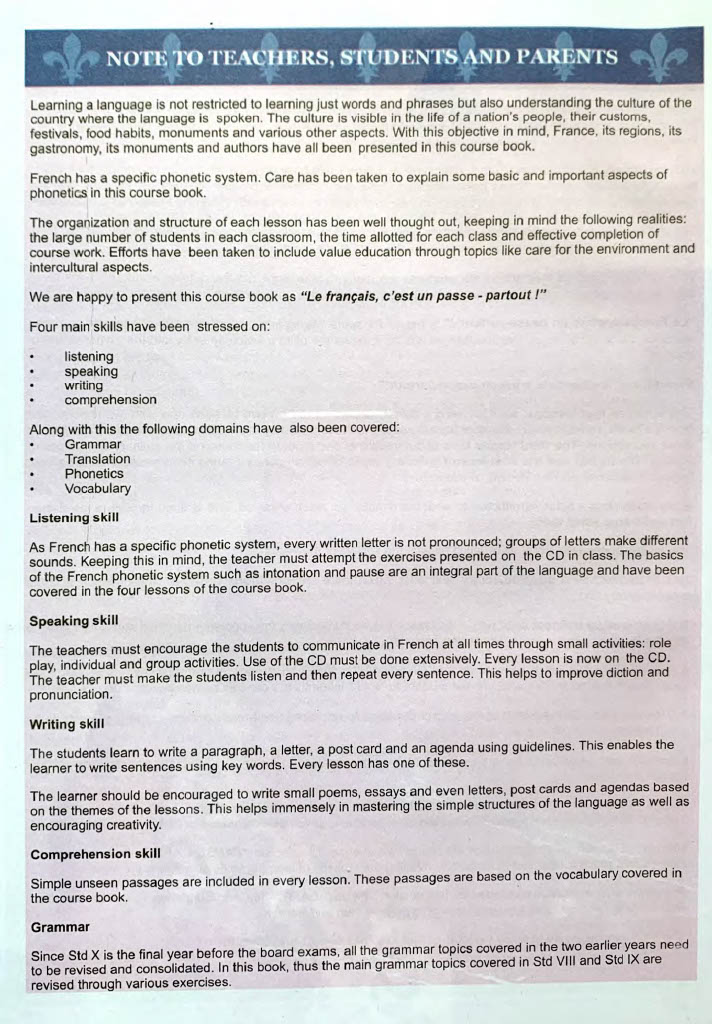 NOTE TO TEACHERS, STUDENTS AND PARENTS
Learning a language is not restricted to learning just words and phrases but also understanding the culture of the
country where the language is spoken. The culture is visible in the life of a nation's people, their customs,
festivals, food habits, monuments and various other aspects. With this objective in mind, France, its regions, its
gastronomy, its monuments and authors have all been presented in this course book.
French has a specific phonetic system. Care has been taken to explain some basic and important aspects of
phonetics in this course book.
The organization and structure of each lesson has been well thought out, keeping in mind the following realities:
the large number of students in each classroom, the time allotted for each class and effective completion of
course work. Efforts have been taken to include value education through topics like care for the environment and
intercultural aspects.
We are happy to present this course book as "Le français, c'est un passe - partout !"
Four main skills have been stressed on:
• listening
• speaking
• writing
• comprehension
Along with this the following domains have also been covered:
• Grammar
• Translation
• Phonetics
• Vocabulary
Listening skill
As French has a specific phonetic system, every written letter is not pronounced; groups of letters make different
sounds. Keeping this in mind, the teacher must attempt the exercises presented on the CD in class. The basics
of the French phonetic system such as intonation and pause are an integral part of the language and have been
covered in the four lessons of the course book.
Speaking skill
The teachers must encourage the students to communicate in French at all times through small activities: role
play, individual and group activities. Use of the CD must be done extensively. Every lesson is now on the CD.
The teacher must make the students listen and then repeat every sentence. This helps to improve diction and
pronunciation.
Writing skill
The students learn to write a paragraph, a letter, a post card and an agenda using guidelines. This enables the
learner to write sentences using key words. Every lesson has one of these.
The learner should be encouraged to write small poems, essays and even letters, post cards and agendas based
on the themes of the lessons. This helps immensely in mastering the simple structures of the language as well as
encouraging creativity.
Comprehension skill
Simple unseen passages are included in every lesson. These passages are based on the vocabulary covered in
the course book.
Grammar
Since Std X is the final year before the board exams, all the grammar topics covered in the two earlier years need
to be revised and consolidated. In this book, thus the main grammar topics covered in Std VIII and Std IX are
revised through various exercises.